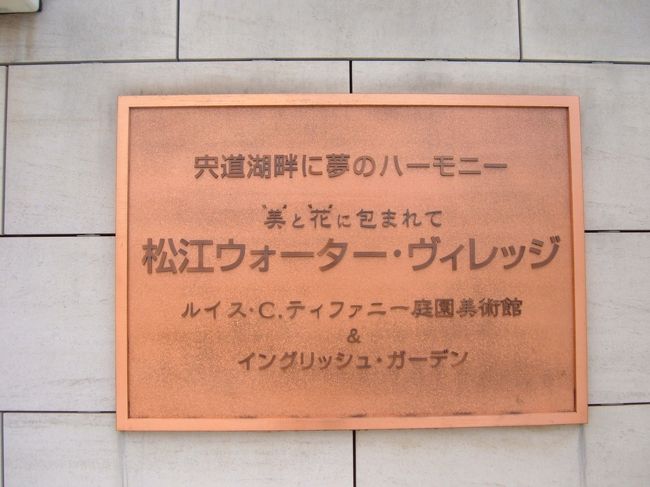 宍道湖畔に夢のハーモニー
"美"と"花"に包まれて
松江ウォーター・ヴィレッジ
ルイス・C.ティファニー庭園美術館
&
イングリッシュ・ガーデン